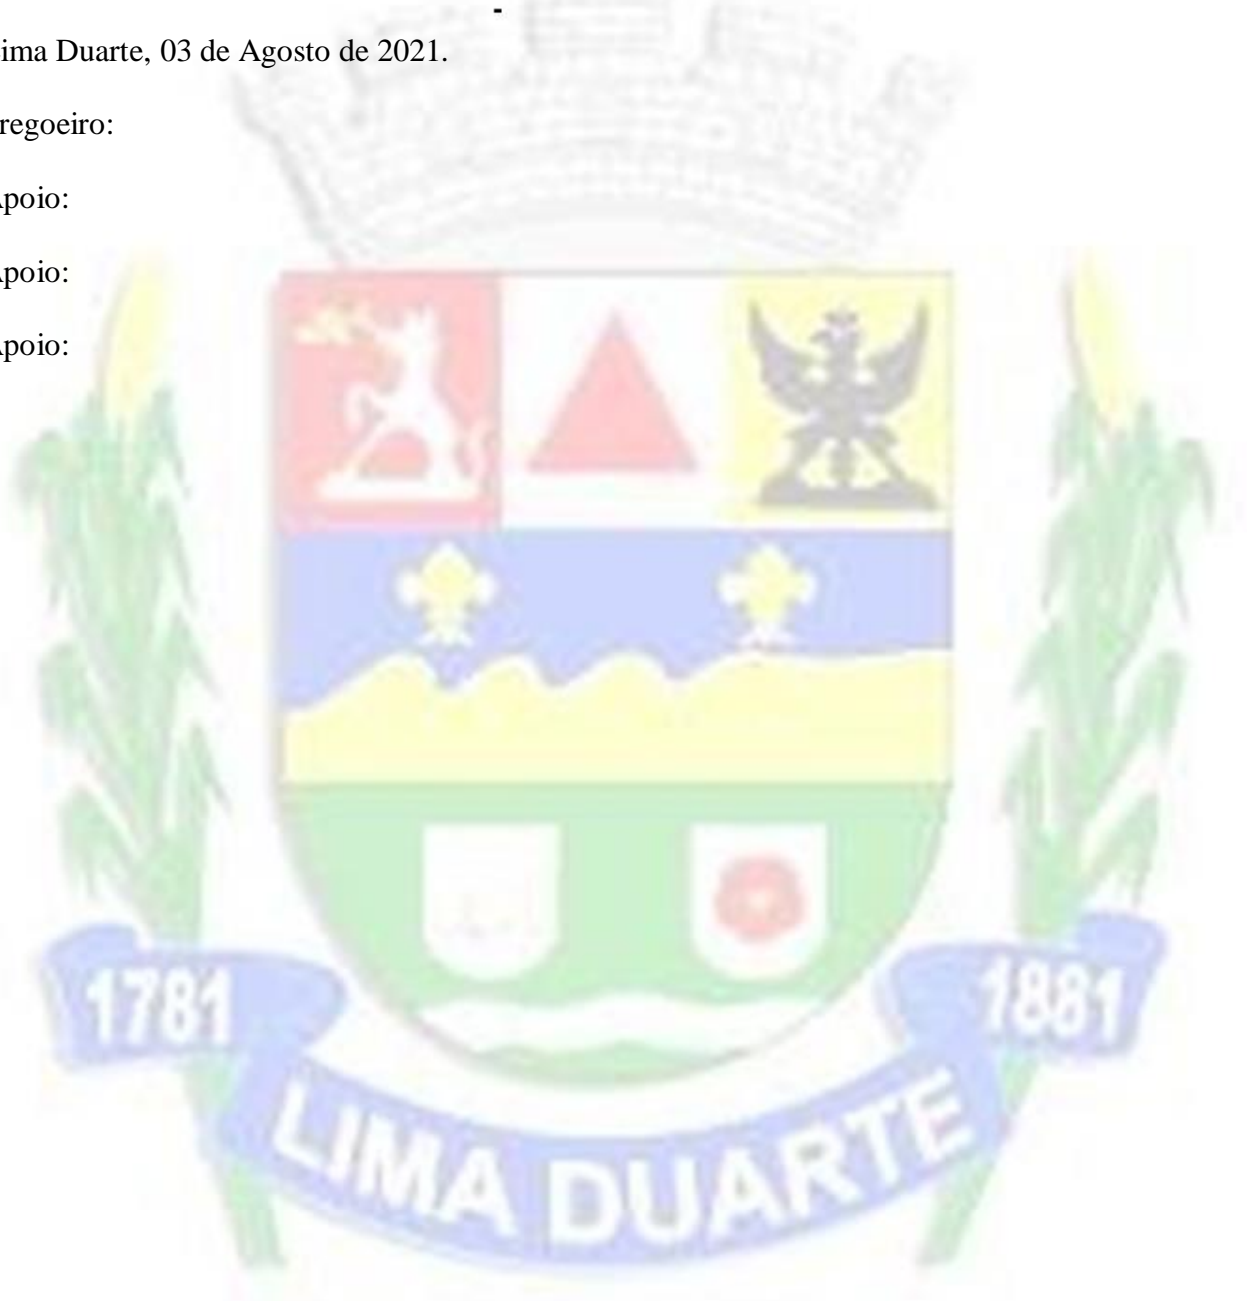 -
ima Duarte, 03 de Agosto de 2021.
regoeiro:
poio:
poio:
poio:
1781
1881
LIMA DUARTE